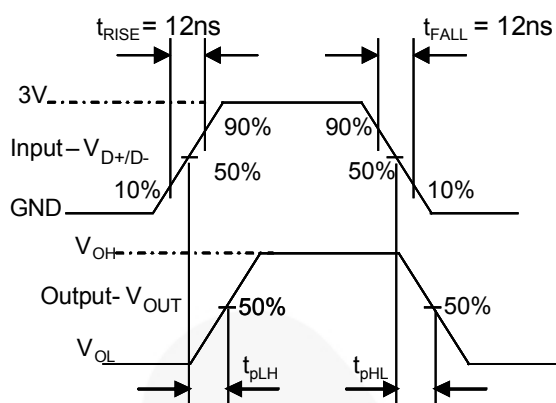 tRISE = 12ns
tFALL = 12ns
3V
90%
90%
Input– VD+/D-
50%
50%
10%
10%
GND
VOH
Output- VOUT
50%
50%
VOL
tpLH
tpHL